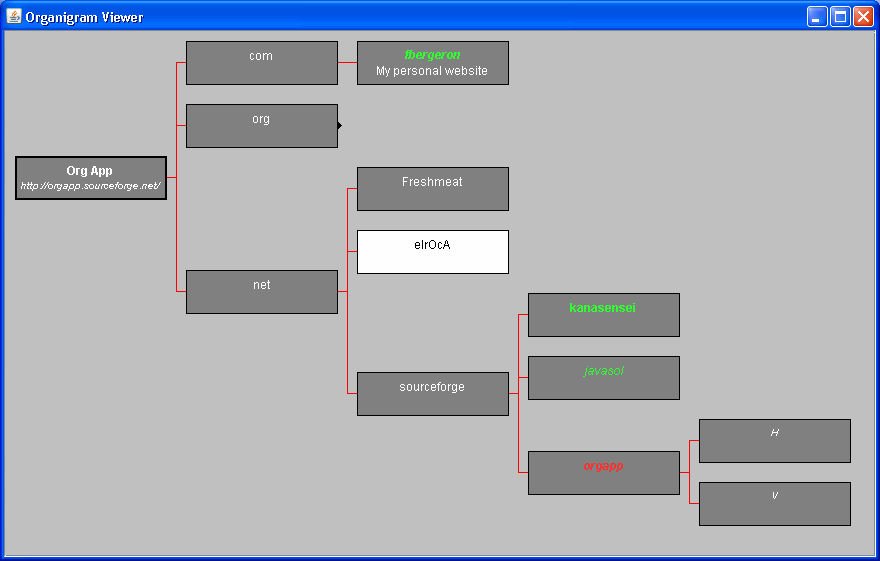 Organigram Viewer
com
fbergeron
My personal website
org
Org App
http://orgapp.sourceforge.net/
Freshmeat
elrOcA
net
kanasensei
javasol
sourceforge
H
orgapp
V